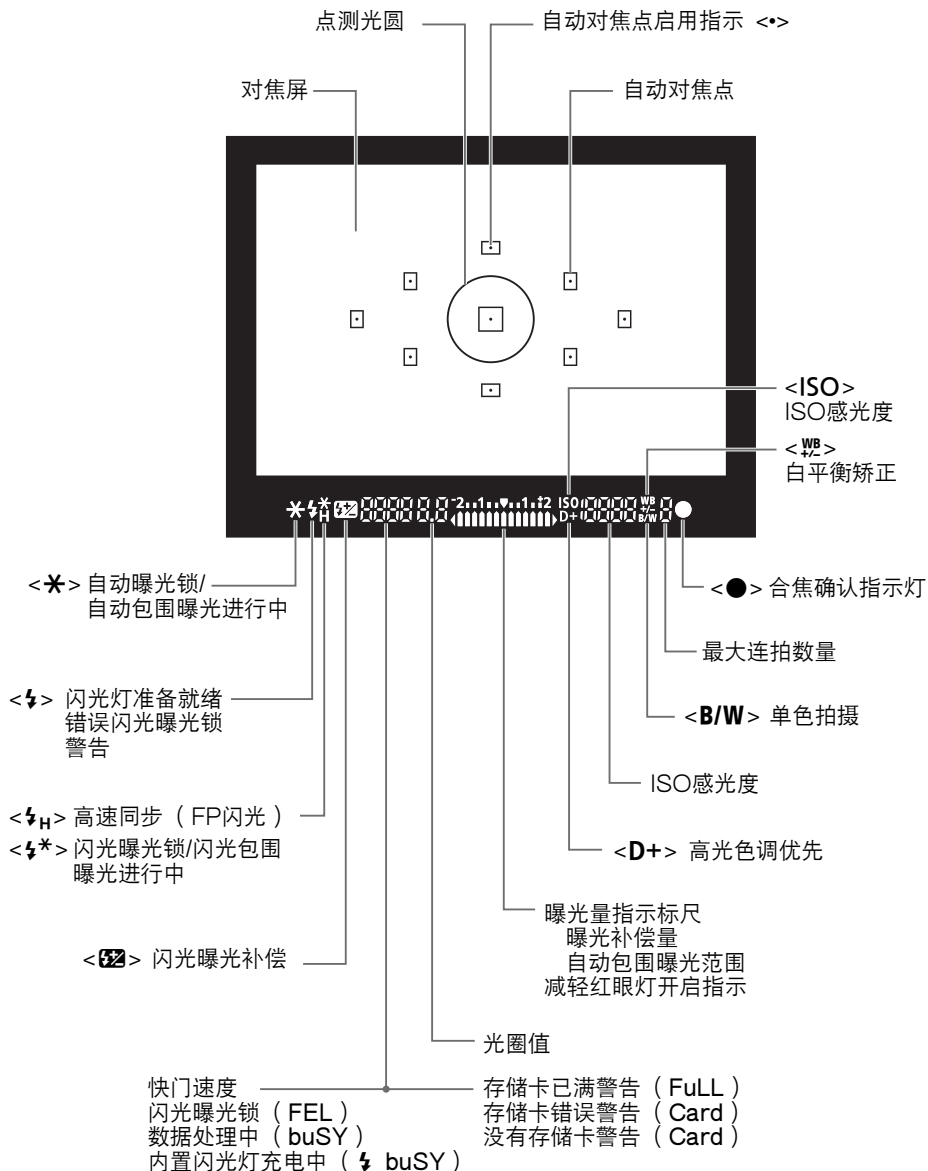 点测光圆
自动对焦点启用指示 <•>
对焦屏
自动对焦点
<ISO>
ISO感光度
<WB +/->
白平衡矫正
-2..1..▼..1.+2 ISO WB +/-
D+ B/W
<✱> 自动曝光锁/
自动包围曝光进行中
<●> 合焦确认指示灯
最大连拍数量
<⚡> 闪光灯准备就绪
错误闪光曝光锁
警告
<B/W> 单色拍摄
ISO感光度
<⚡H> 高速同步（FP闪光）
<⚡*> 闪光曝光锁/闪光包围
曝光进行中
<D+> 高光色调优先
曝光量指示标尺
曝光补偿量
自动包围曝光范围
减轻红眼灯开启指示
<⚡±> 闪光曝光补偿
光圈值
快门速度
闪光曝光锁（FEL）
数据处理中（buSY）
内置闪光灯充电中（⚡ buSY）
存储卡已满警告（FuLL）
存储卡错误警告（Card）
没有存储卡警告（Card）